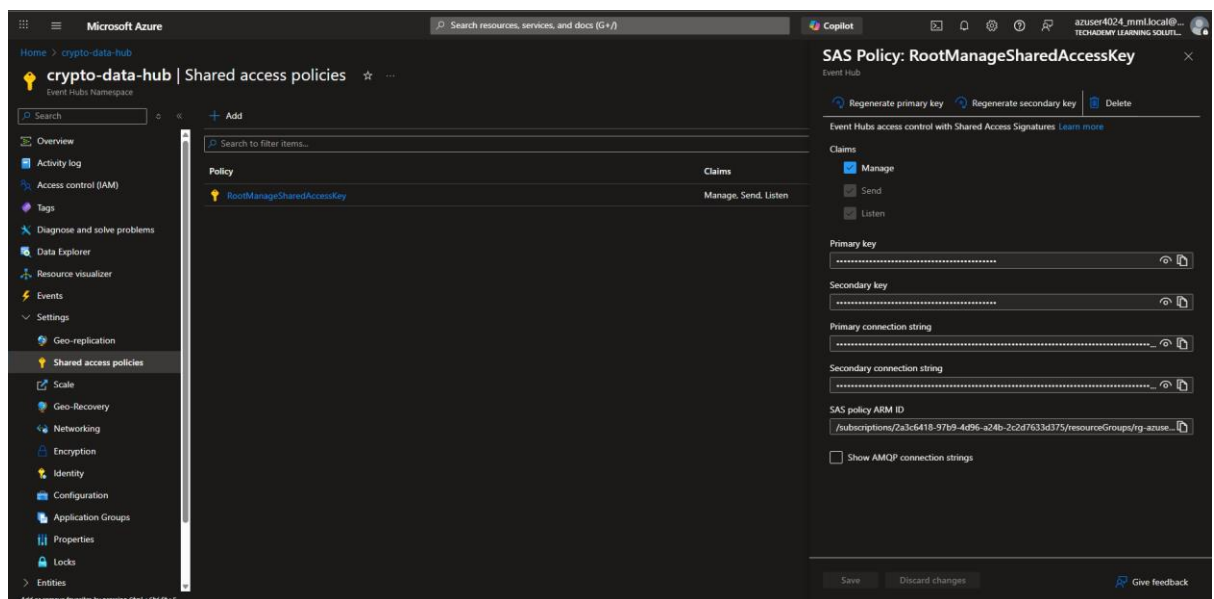 Microsoft Azure
Search resources, services, and docs (G+/)
Copilot
azuser4024_mml.local@...
TECHADEMY LEARNING SOLUTI...
Home > crypto-data-hub
crypto-data-hub | Shared access policies
Event Hubs Namespace
Search
Overview
Activity log
Access control (IAM)
Tags
Diagnose and solve problems
Data Explorer
Resource visualizer
Events
Settings
Geo-replication
Shared access policies
Scale
Geo-Recovery
Networking
Encryption
Identity
Configuration
Application Groups
Properties
Locks
Entities
+ Add
Search to filter items...
Policy Claims
RootManageSharedAccessKey Manage, Send, Listen
SAS Policy: RootManageSharedAccessKey
Event Hub
Regenerate primary key Regenerate secondary key Delete
Event Hubs access control with Shared Access Signatures Learn more
Claims
Manage
Send
Listen
Primary key
Secondary key
Primary connection string
Secondary connection string
SAS policy ARM ID
/subscriptions/2a3c6418-97b9-4d96-a24b-2c2d7633d375/resourceGroups/rg-azuse...
Show AMQP connection strings
Save Discard changes Give feedback